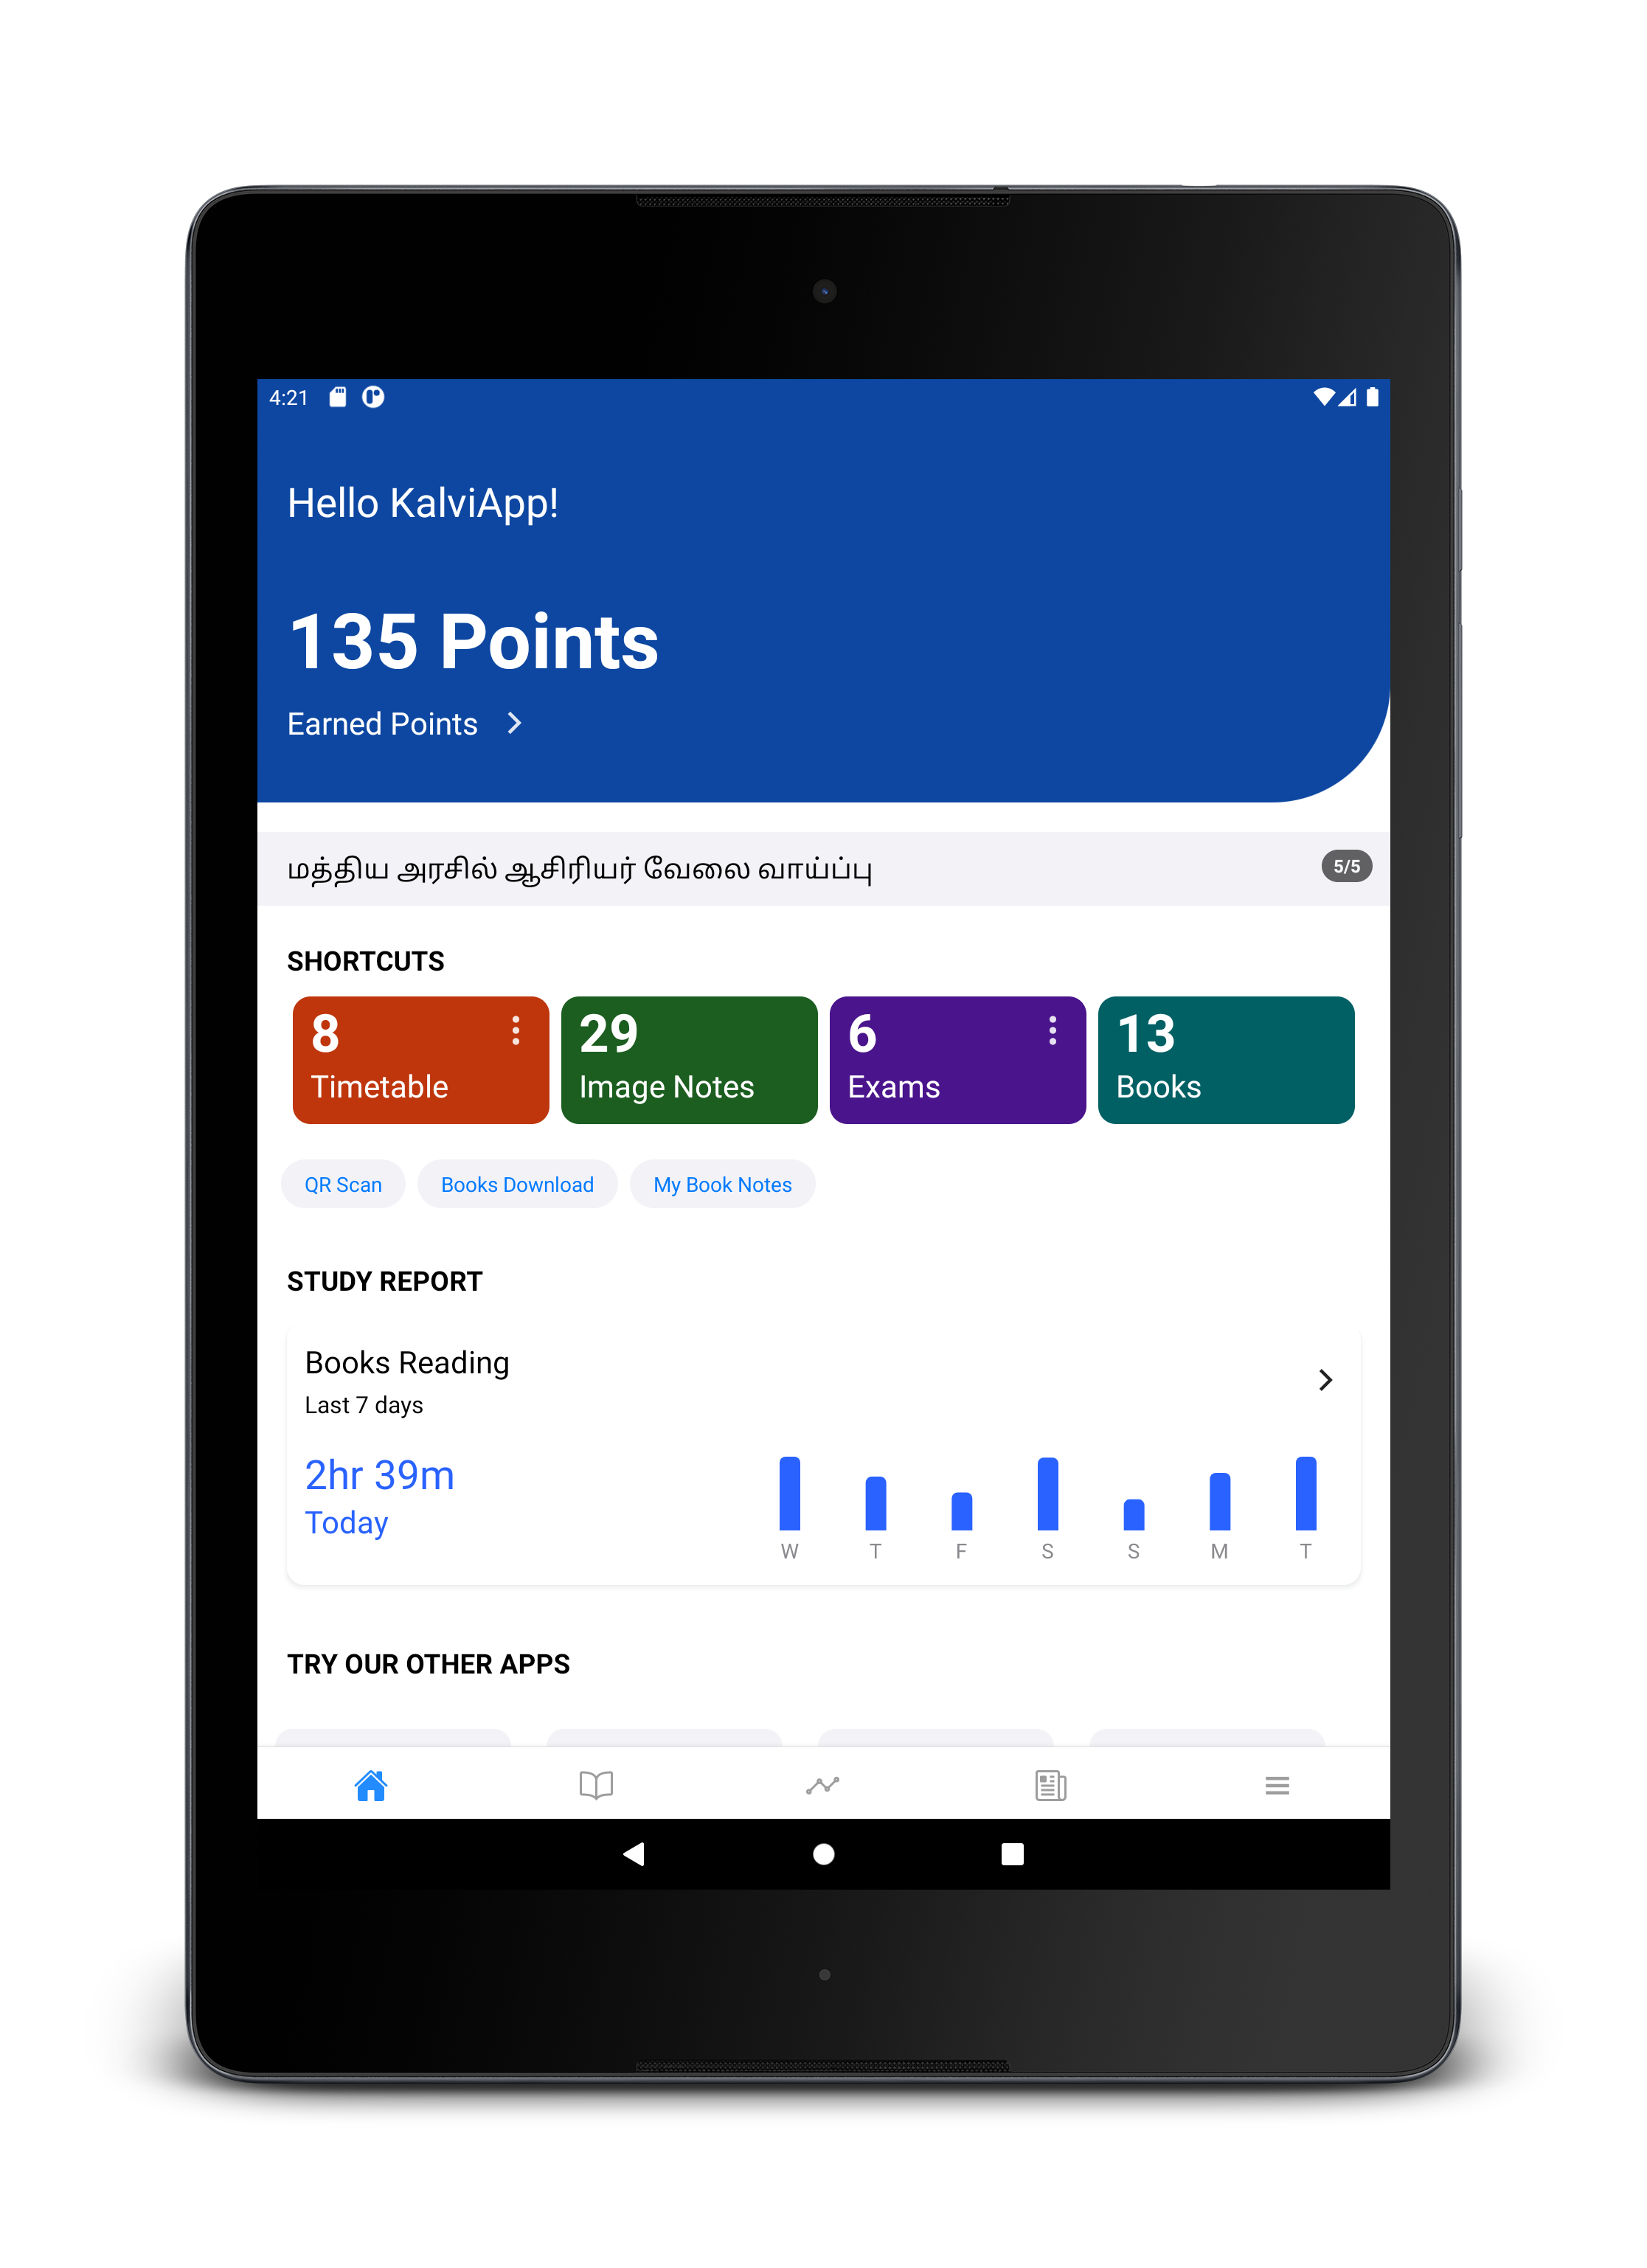 4:21
Hello KalviApp!
135 Points
Earned Points
மத்திய அரசில் ஆசிரியர் வேலை வாய்ப்பு
5/5
SHORTCUTS
8
Timetable
29
Image Notes
6
Exams
13
Books
QR Scan
Books Download
My Book Notes
STUDY REPORT
Books Reading
Last 7 days
2hr 39m
Today
W T F S S M T
TRY OUR OTHER APPS